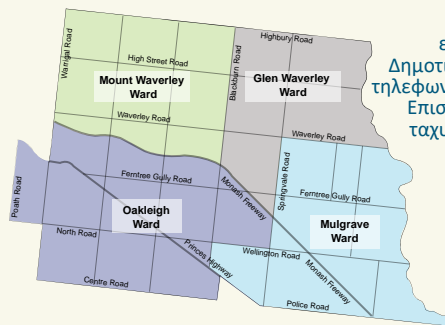 Highbury Road
Warrigal Road
High Street Road
Blackburn Road
Mount Waverley
Ward
Glen Waverley
Ward
Waverley Road
Waverley Road
Δημοτι
τηλεφων
Επισ
ταχυ
Ferntree Gully Road
Monash Freeway
Springvale Road
Ferntree Gully Road
Poath Road
Oakleigh
Ward
Mulgrave
Ward
North Road
Princes Highway
Wellington Road
Monash Freeway
Centre Road
Police Road